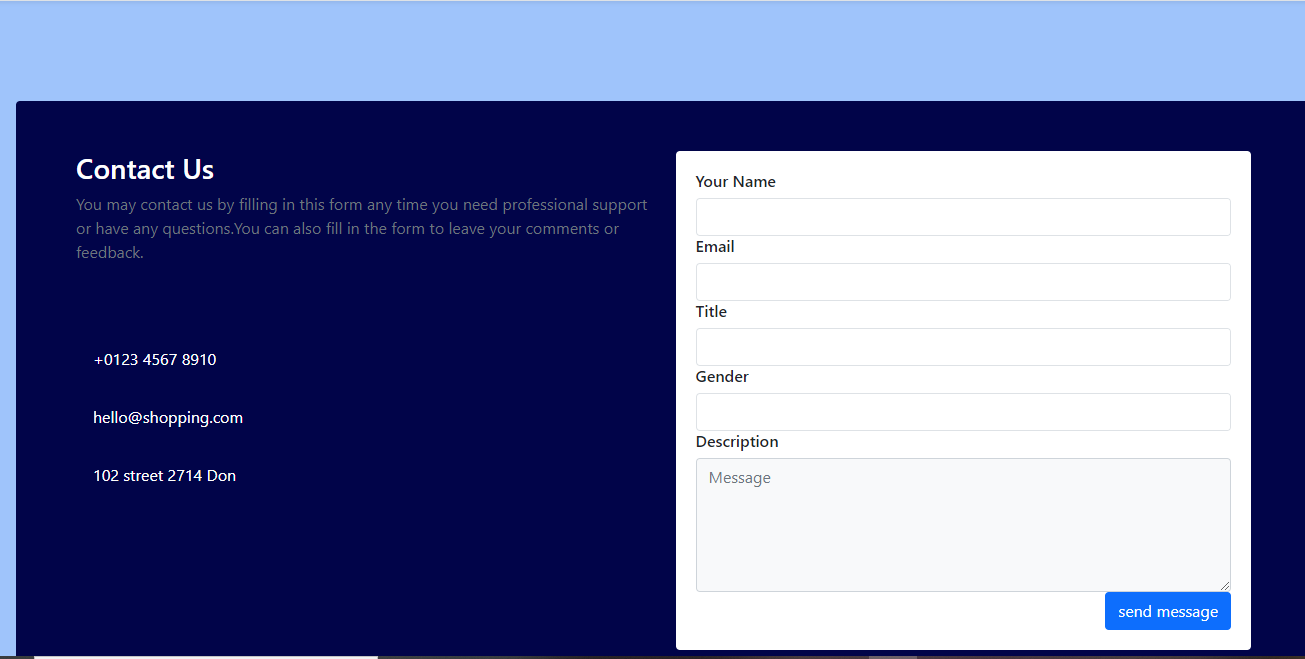 Contact Us
You may contact us by filling in this form any time you need professional support
or have any questions.You can also fill in the form to leave your comments or
feedback.
+0123 4567 8910
hello@shopping.com
102 street 2714 Don
Your Name
Email
Title
Gender
Description
Message
send message